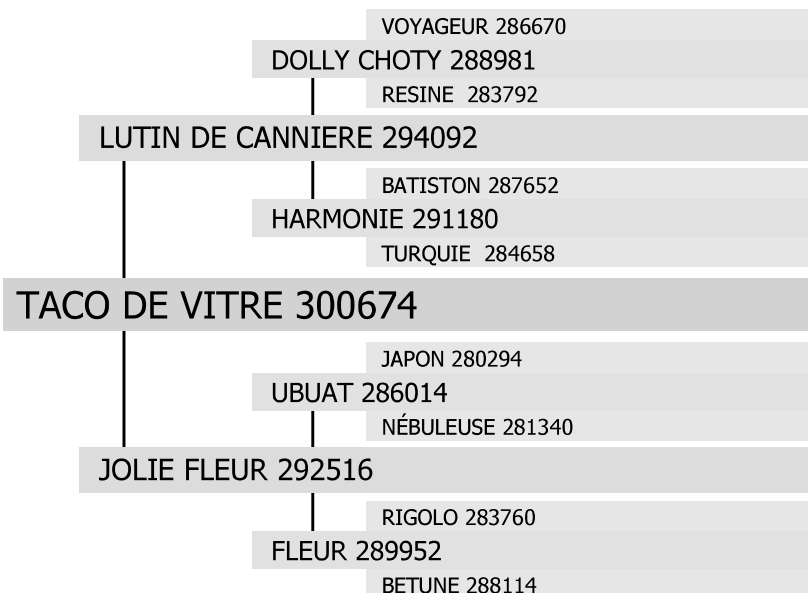 VOYAGEUR 286670
DOLLY CHOTY 288981
RESINE 283792
LUTIN DE CANNIERE 294092
BATISTON 287652
HARMONIE 291180
TURQUIE 284658
TACO DE VITRE 300674
JAPON 280294
UBUAT 286014
NÉBULEUSE 281340
JOLIE FLEUR 292516
RIGOLO 283760
FLEUR 289952
BETUNE 288114